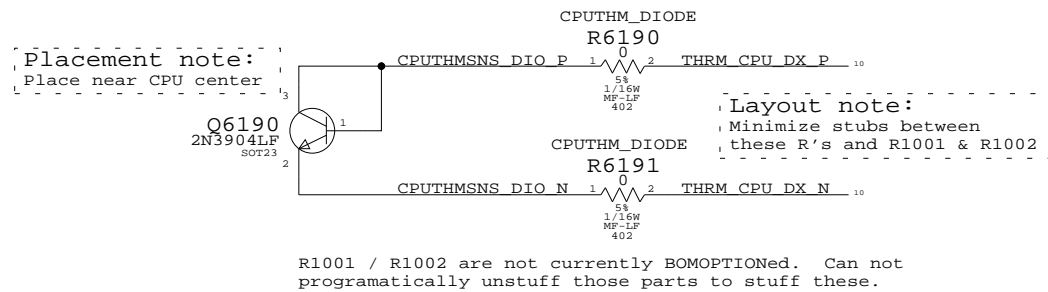 CPUTHM_DIODE
R6190
0
CPUTHMSNS_DIO_P 1 2 THRM_CPU_DX_P 10
5%
1/16W
MF-LF
402
Placement note:
Place near CPU center
3
Q6190
2N3904LF
SOT23
1
2
Layout note:
Minimize stubs between
these R's and R1001 & R1002
CPUTHM_DIODE
R6191
0
CPUTHMSNS_DIO_N 1 2 THRM_CPU_DX_N 10
5%
1/16W
MF-LF
402
R1001 / R1002 are not currently BOMOPTIONed. Can not
programatically unstuff those parts to stuff these.